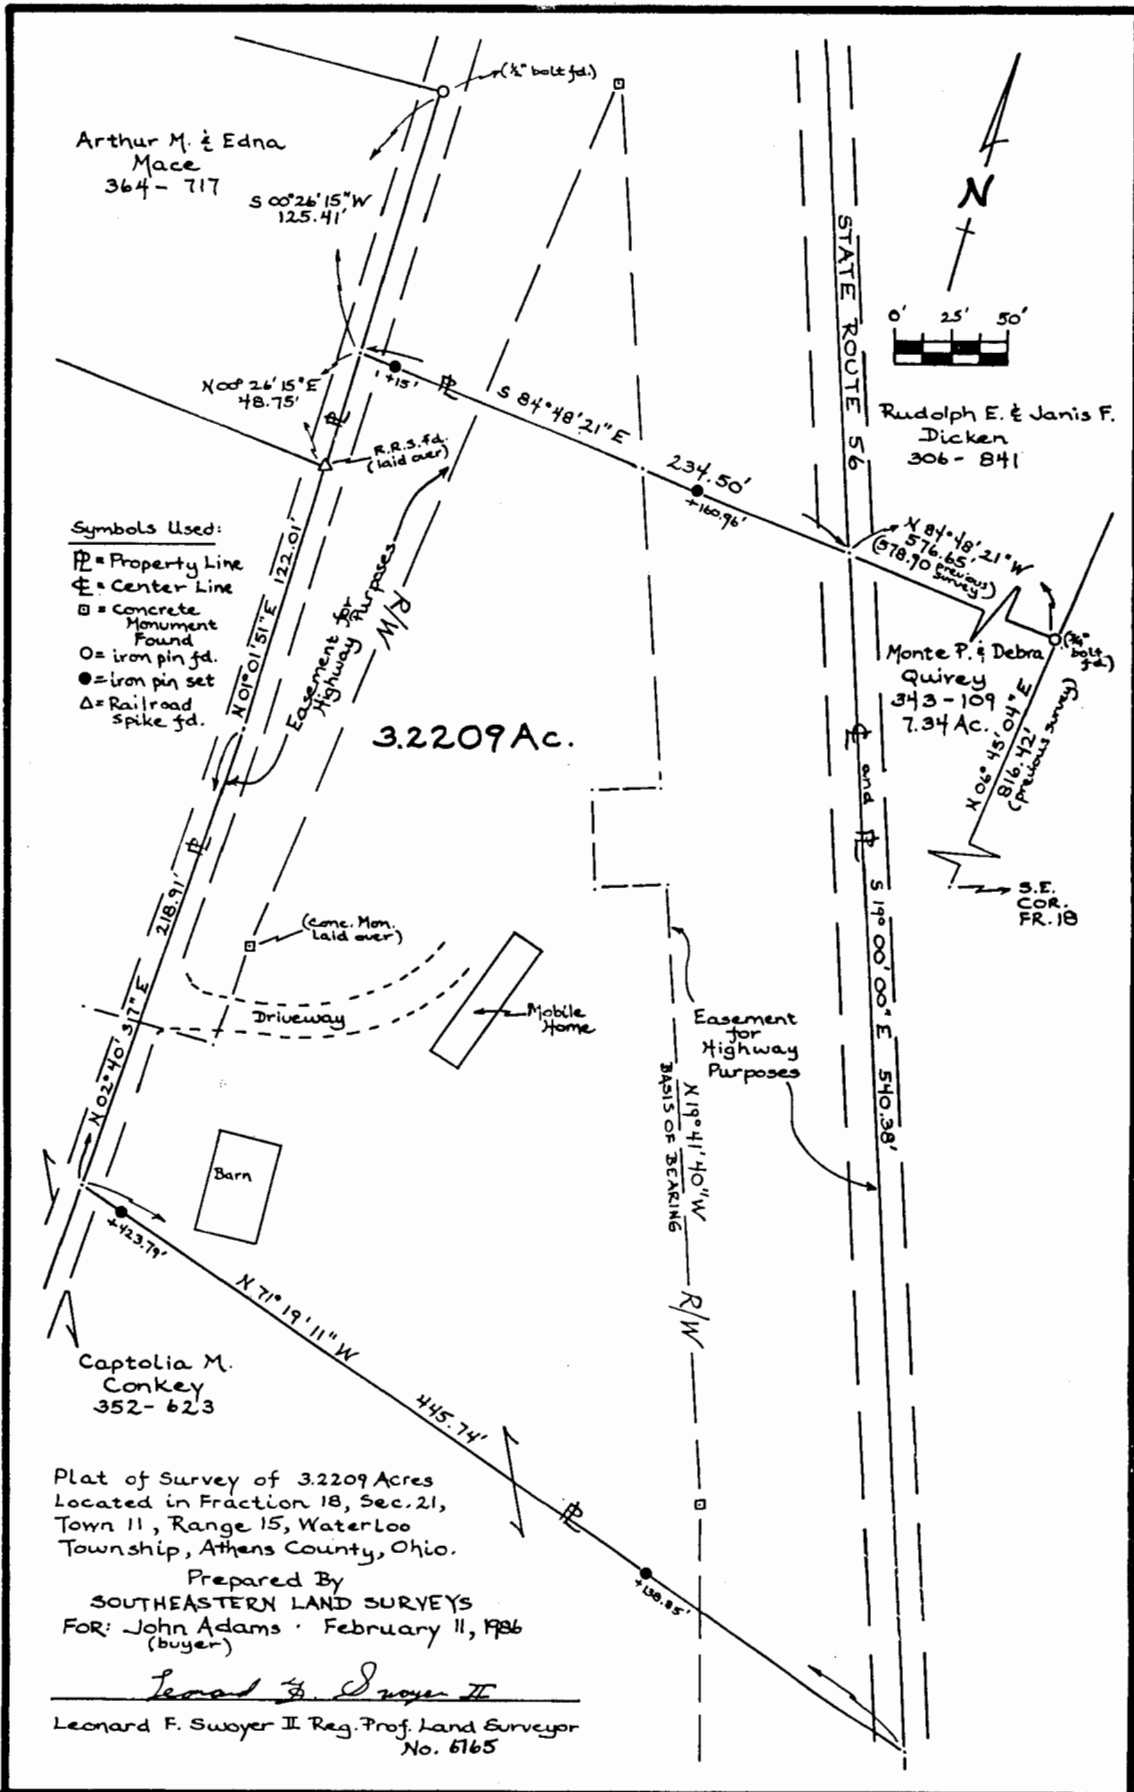 (½" bolt fd.)
Arthur M. & Edna
Mace
364 - 717
S 00° 26' 15" W
125.41'
N
0' 25' 50'
STATE ROUTE 56
N 00° 26' 15" E
48.75'
℄
+15'
S 84° 48' 21" E
234.50'
+160.96'
R.R.S. fd.
(laid over)
Rudolph E. & Janis F.
Dicken
306 - 841
N 84° 48' 21" W
576.65'
(578.90 previous
survey)
(¾"
bolt
fd.)
Symbols Used:
PL = Property Line
℄ = Center Line
= Concrete
Monument
Found
O = iron pin fd.
● = iron pin set
Δ = Railroad
Spike fd.
N 01° 01' 51" E 122.01'
Easement for
Highway Purposes
R/W
3.2209 Ac.
Monte P. & Debra
Quirey
343 - 109
7.34 Ac.
N 06° 45' 04" E
816.42'
(previous survey)
S.E.
COR.
FR. 18
℄ and PL
S 19° 00' 00" E 540.38'
PL
N 02° 40' 37" E 218.91'
(conc. Mon.
laid over)
Driveway
Mobile
Home
Easement
for
Highway
Purposes
N 19° 41' 40" W
BASIS OF BEARING
R/W
Barn
+423.79'
N 71° 19' 11" W
445.74'
PL
+138.85'
Captolia M.
Conkey
352 - 623
Plat of Survey of 3.2209 Acres
Located in Fraction 18, Sec. 21,
Town 11, Range 15, Waterloo
Township, Athens County, Ohio.
Prepared By
SOUTHEASTERN LAND SURVEYS
FOR: John Adams · February 11, 1986
(buyer)
Leonard F. Swoyer II
Leonard F. Swoyer II Reg. Prof. Land Surveyor
No. 6165